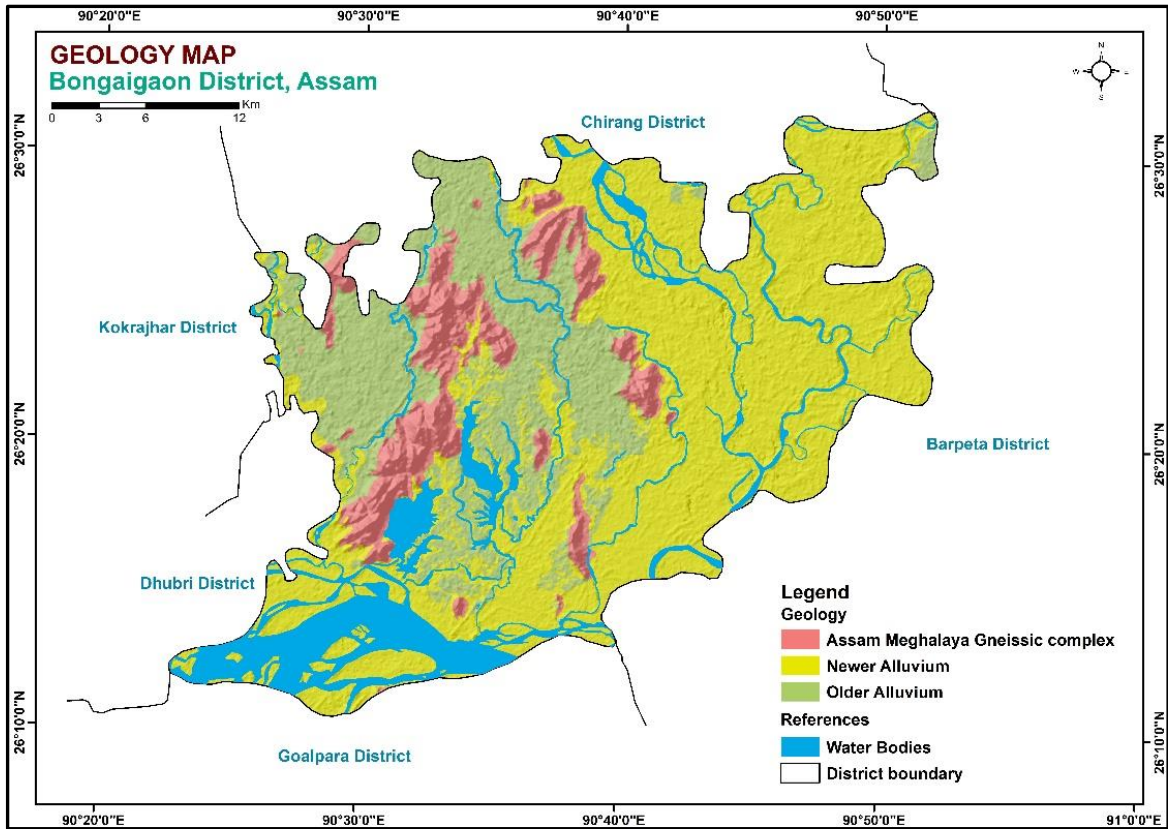 90°20'0"E 90°30'0"E 90°40'0"E 90°50'0"E
GEOLOGY MAP
Bongaigaon District, Assam
Km
0 3 6 12
N
W E
S
Chirang District
26°30'0"N 26°30'0"N
Kokrajhar District
26°20'0"N 26°20'0"N
Barpeta District
Dhubri District
Legend
Geology
Assam Meghalaya Gneissic complex
Newer Alluvium
Older Alluvium
References
Water Bodies
District boundary
26°10'0"N 26°10'0"N
Goalpara District
90°20'0"E 90°30'0"E 90°40'0"E 90°50'0"E 91°0'0"E